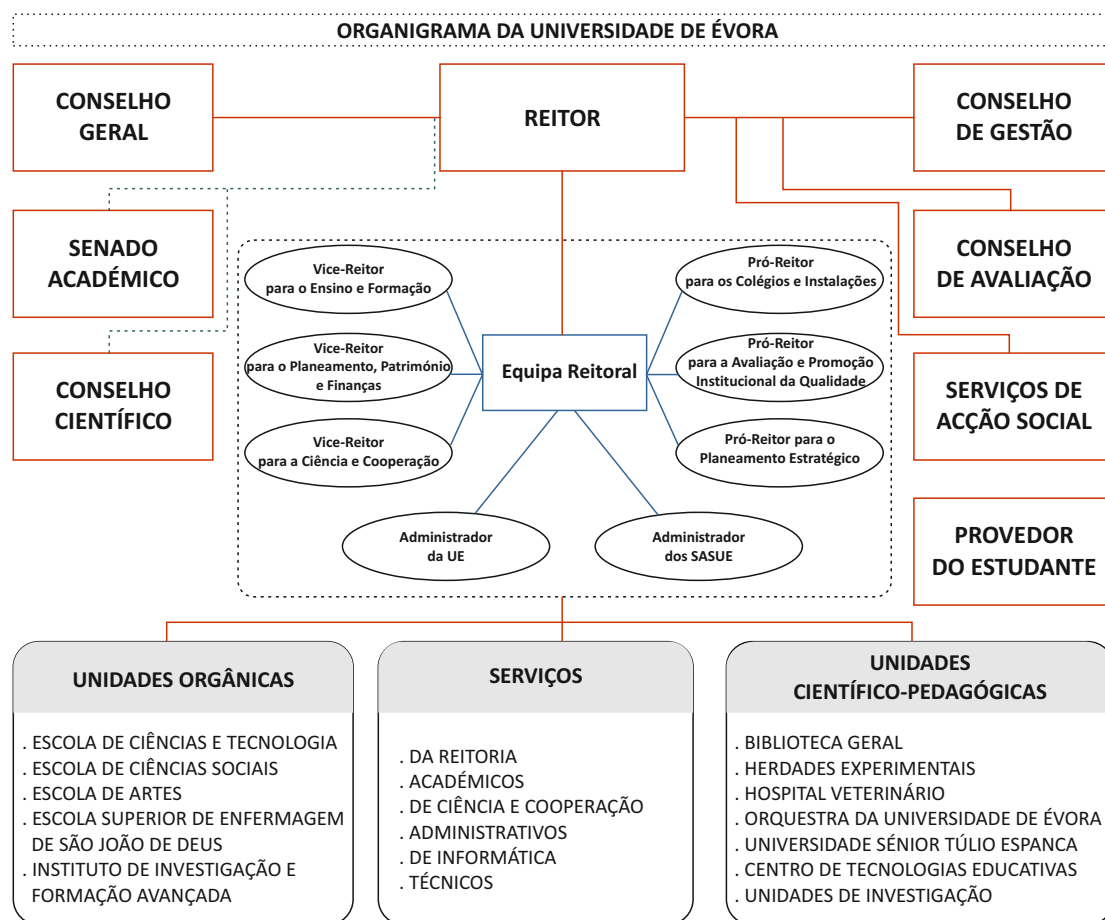 ORGANIGRAMA DA UNIVERSIDADE DE ÉVORA
CONSELHO
GERAL
REITOR
CONSELHO
DE GESTÃO
SENADO
ACADÉMICO
CONSELHO
DE AVALIAÇÃO
CONSELHO
CIENTÍFICO
SERVIÇOS DE
ACÇÃO SOCIAL
PROVEDOR
DO ESTUDANTE
Vice-Reitor
para o Ensino e Formação
Vice-Reitor
para o Planeamento, Património
e Finanças
Vice-Reitor
para a Ciência e Cooperação
Equipa Reitoral
Pró-Reitor
para os Colégios e Instalações
Pró-Reitor
para a Avaliação e Promoção
Institucional da Qualidade
Pró-Reitor para o
Planeamento Estratégico
Administrador
da UE
Administrador
dos SASUE
UNIDADES ORGÂNICAS
. ESCOLA DE CIÊNCIAS E TECNOLOGIA
. ESCOLA DE CIÊNCIAS SOCIAIS
. ESCOLA DE ARTES
. ESCOLA SUPERIOR DE ENFERMAGEM
DE SÃO JOÃO DE DEUS
. INSTITUTO DE INVESTIGAÇÃO E
FORMAÇÃO AVANÇADA
SERVIÇOS
. DA REITORIA
. ACADÉMICOS
. DE CIÊNCIA E COOPERAÇÃO
. ADMINISTRATIVOS
. DE INFORMÁTICA
. TÉCNICOS
UNIDADES
CIENTÍFICO-PEDAGÓGICAS
. BIBLIOTECA GERAL
. HERDADES EXPERIMENTAIS
. HOSPITAL VETERINÁRIO
. ORQUESTRA DA UNIVERSIDADE DE ÉVORA
. UNIVERSIDADE SÉNIOR TÚLIO ESPANCA
. CENTRO DE TECNOLOGIAS EDUCATIVAS
. UNIDADES DE INVESTIGAÇÃO